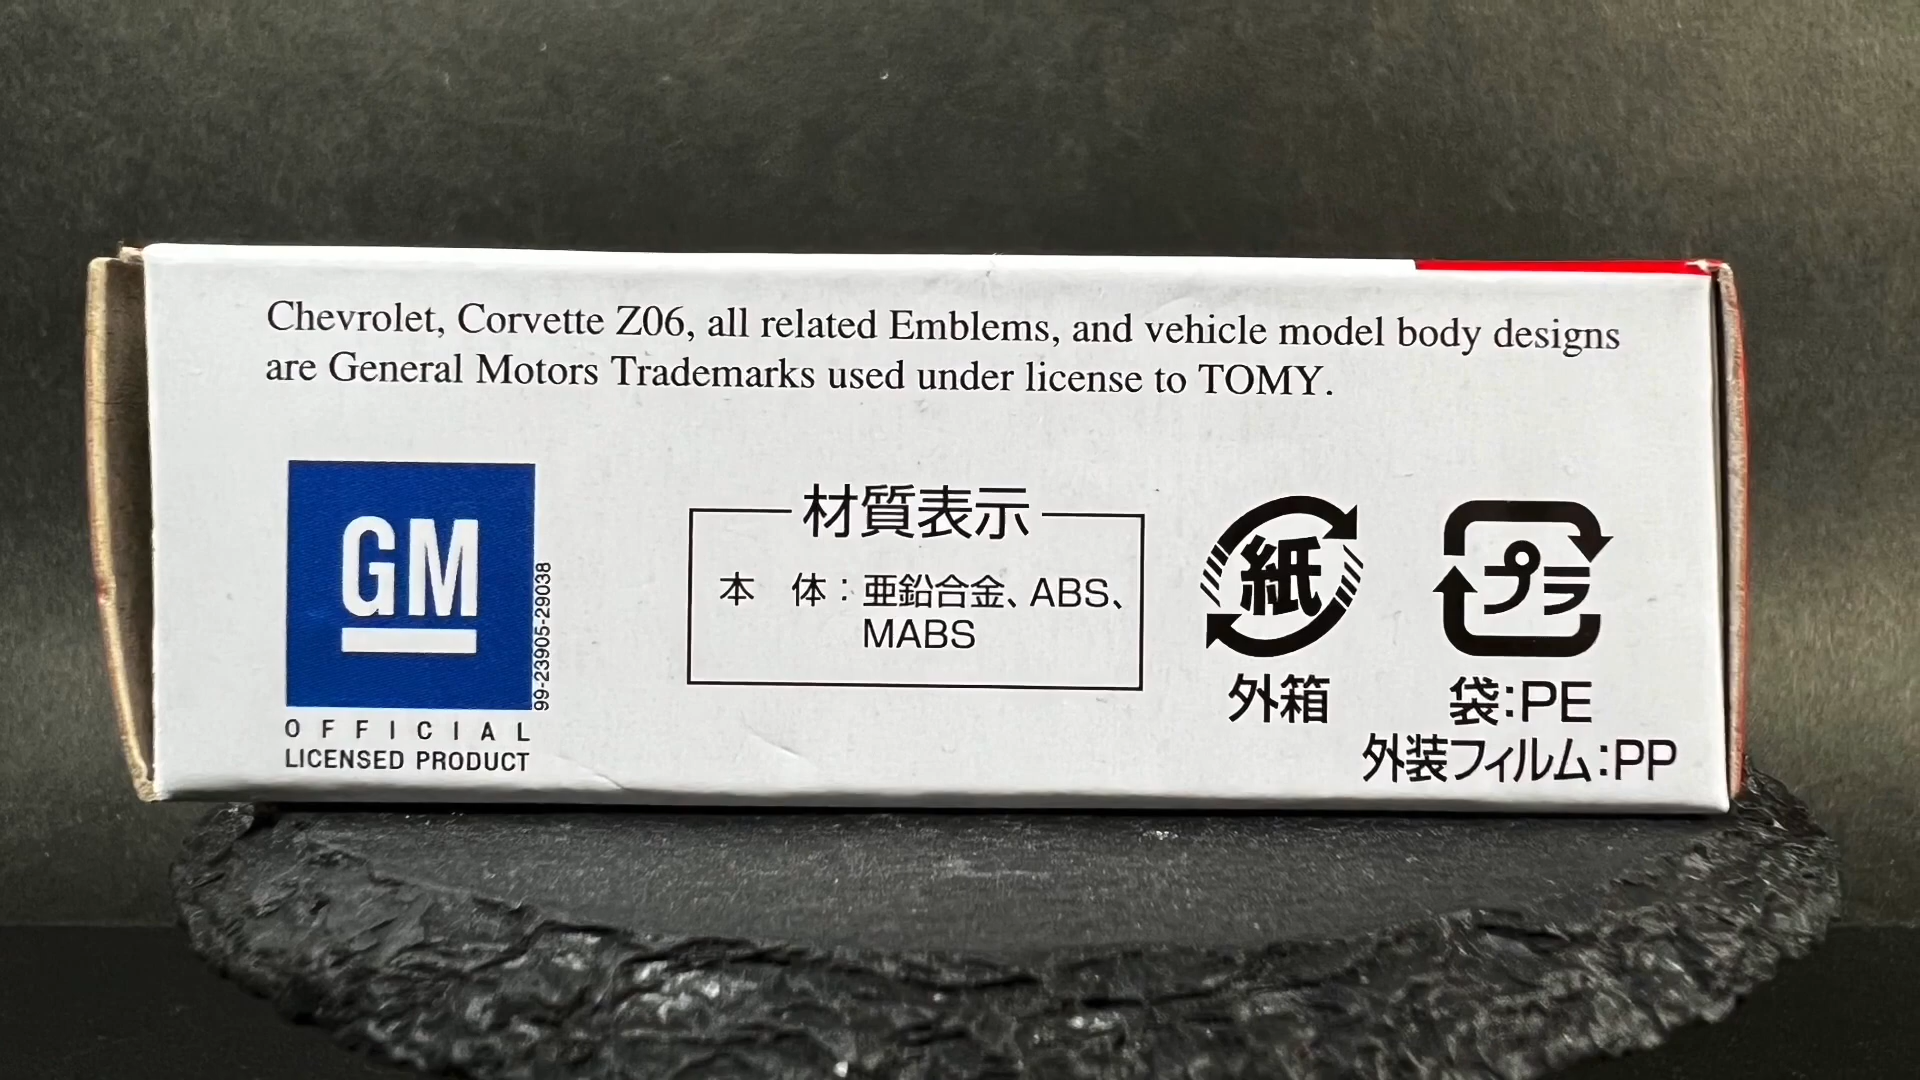 Chevrolet, Corvette Z06, all related Emblems, and vehicle model body designs
are General Motors Trademarks used under license to TOMY.
GM
99-23905-29038
OFFICIAL
LICENSED PRODUCT
材質表示
本 体：亜鉛合金、ABS、
MABS
紙
外箱
プラ
袋:PE
外装フィルム:PP